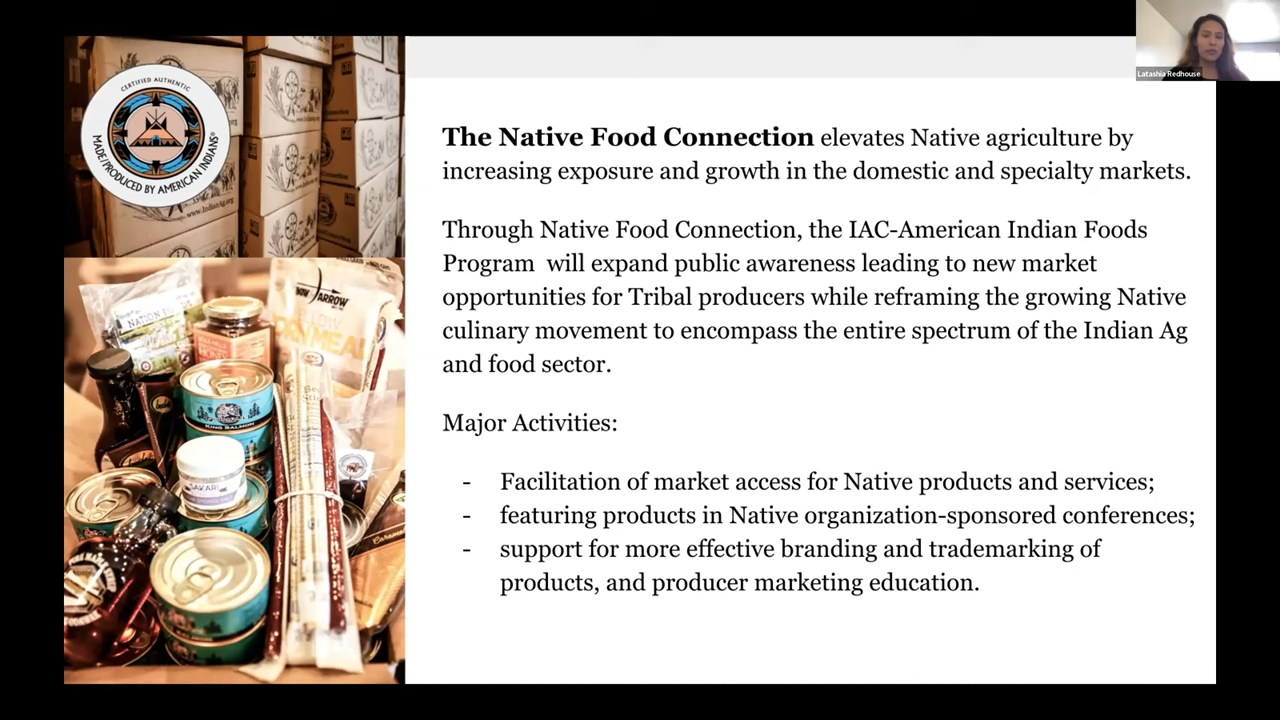 Latashia Redhouse
CERTIFIED AUTHENTIC
MADE/PRODUCED BY AMERICAN INDIANS®
www.IndianAg.org
The Native Food Connection elevates Native agriculture by
increasing exposure and growth in the domestic and specialty markets.
Through Native Food Connection, the IAC-American Indian Foods
Program will expand public awareness leading to new market
opportunities for Tribal producers while reframing the growing Native
culinary movement to encompass the entire spectrum of the Indian Ag
and food sector.
Major Activities:
- Facilitation of market access for Native products and services;
- featuring products in Native organization-sponsored conferences;
- support for more effective branding and trademarking of
products, and producer marketing education.
ARROW
KING SALMON
SAKARI